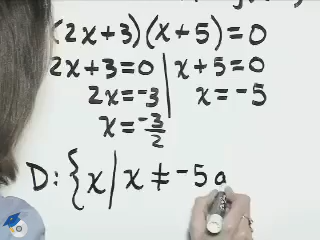 (2x+3)(x+5)=0
2x+3=0 | x+5=0
2x=-3 | x=-5
x=-3/2
D: {x | x ≠ -5 a